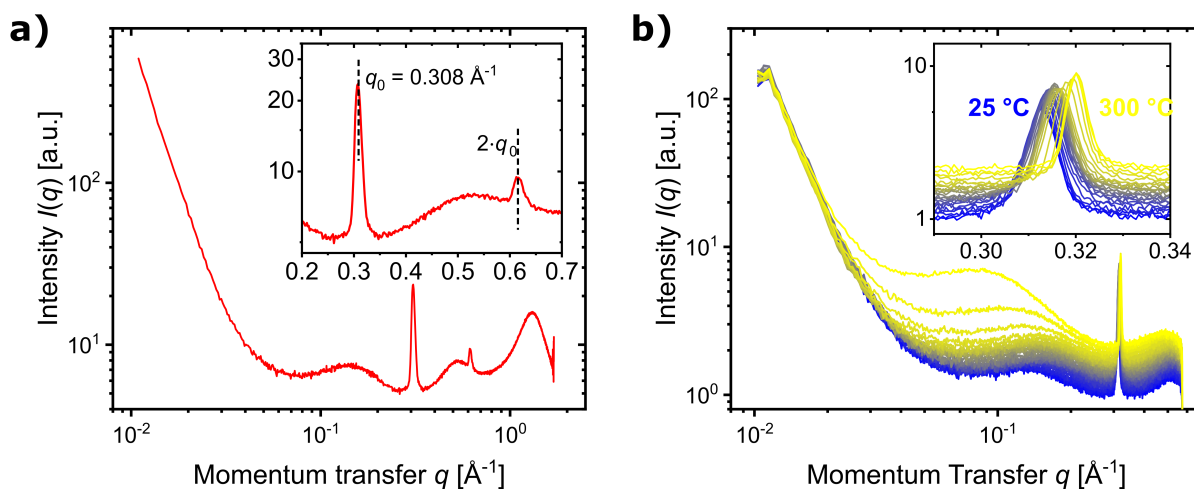 a)
Intensity I(q) [a.u.]
10²
10¹
30
20
10
q₀ = 0.308 Å⁻¹
2·q₀
0.2 0.3 0.4 0.5 0.6 0.7
10⁻² 10⁻¹ 10⁰
Momentum transfer q [Å⁻¹]
b)
Intensity I(q) [a.u.]
10²
10¹
10⁰
10
1
25 °C 300 °C
0.30 0.32 0.34
10⁻² 10⁻¹
Momentum Transfer q [Å⁻¹]